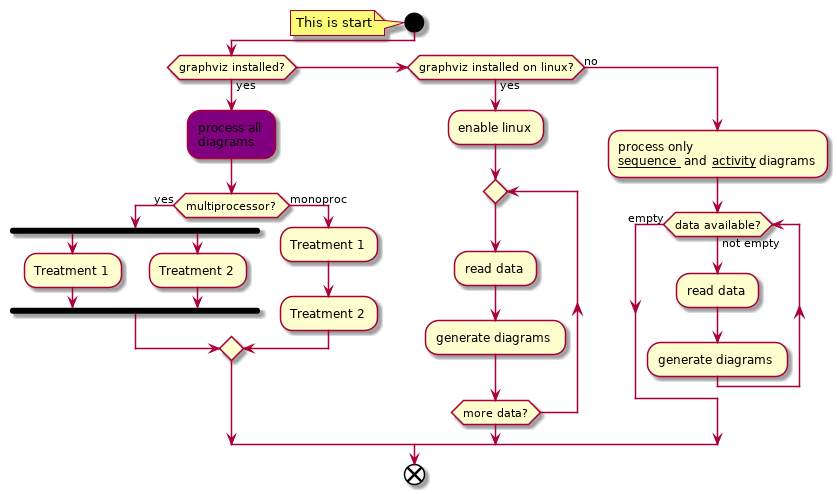 This is start
graphviz installed?
yes
process all
diagrams
multiprocessor?
yes
monoproc
Treatment 1
Treatment 2
Treatment 1
Treatment 2
graphviz installed on linux?
yes
no
enable linux
read data
generate diagrams
more data?
process only
sequence and activity diagrams
data available?
empty
not empty
read data
generate diagrams